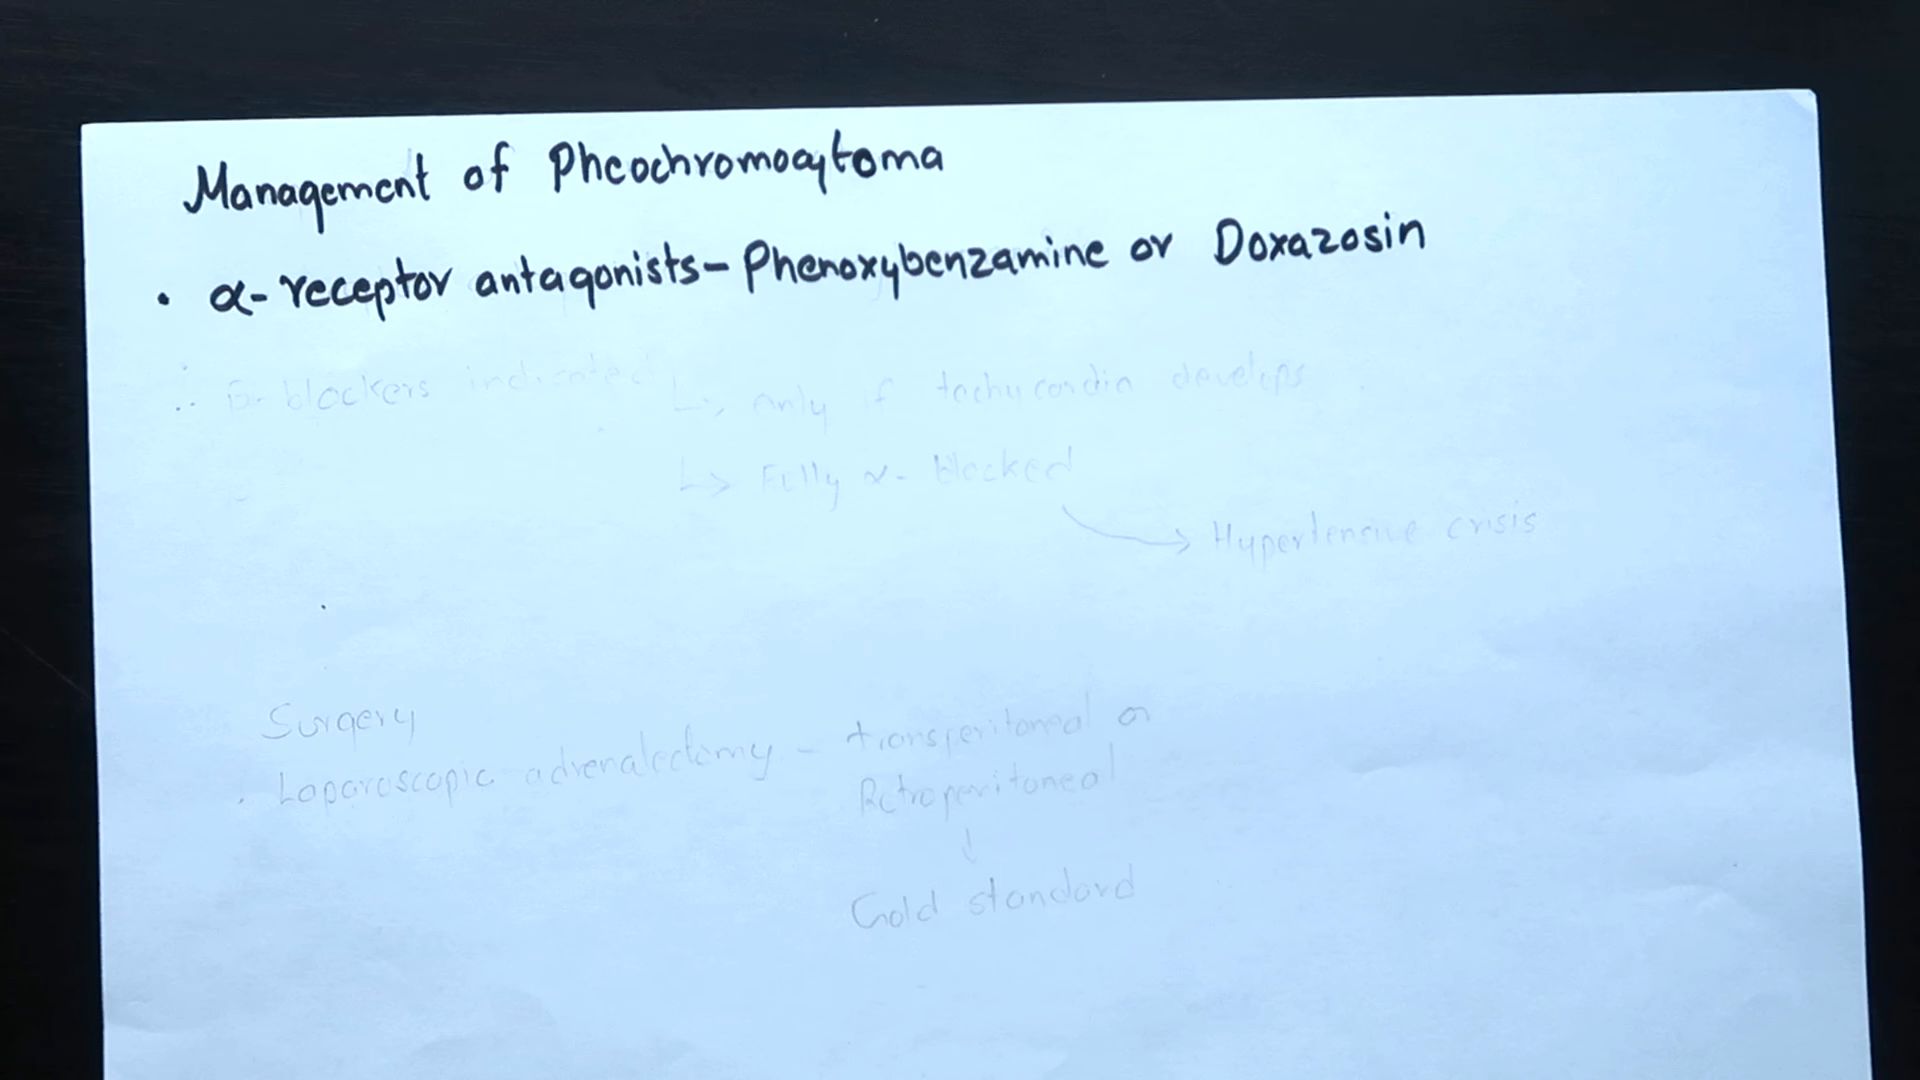 Management of Pheochromocytoma
• α-receptor antagonists - Phenoxybenzamine or Doxazosin
∴ β-blockers indicated ↳ only if tachycardia develops
↳ Fully α-blocked
→ Hypertensive crisis
Surgery
• Laparoscopic adrenalectomy - transperitoneal or
Retroperitoneal
↓
Gold standard